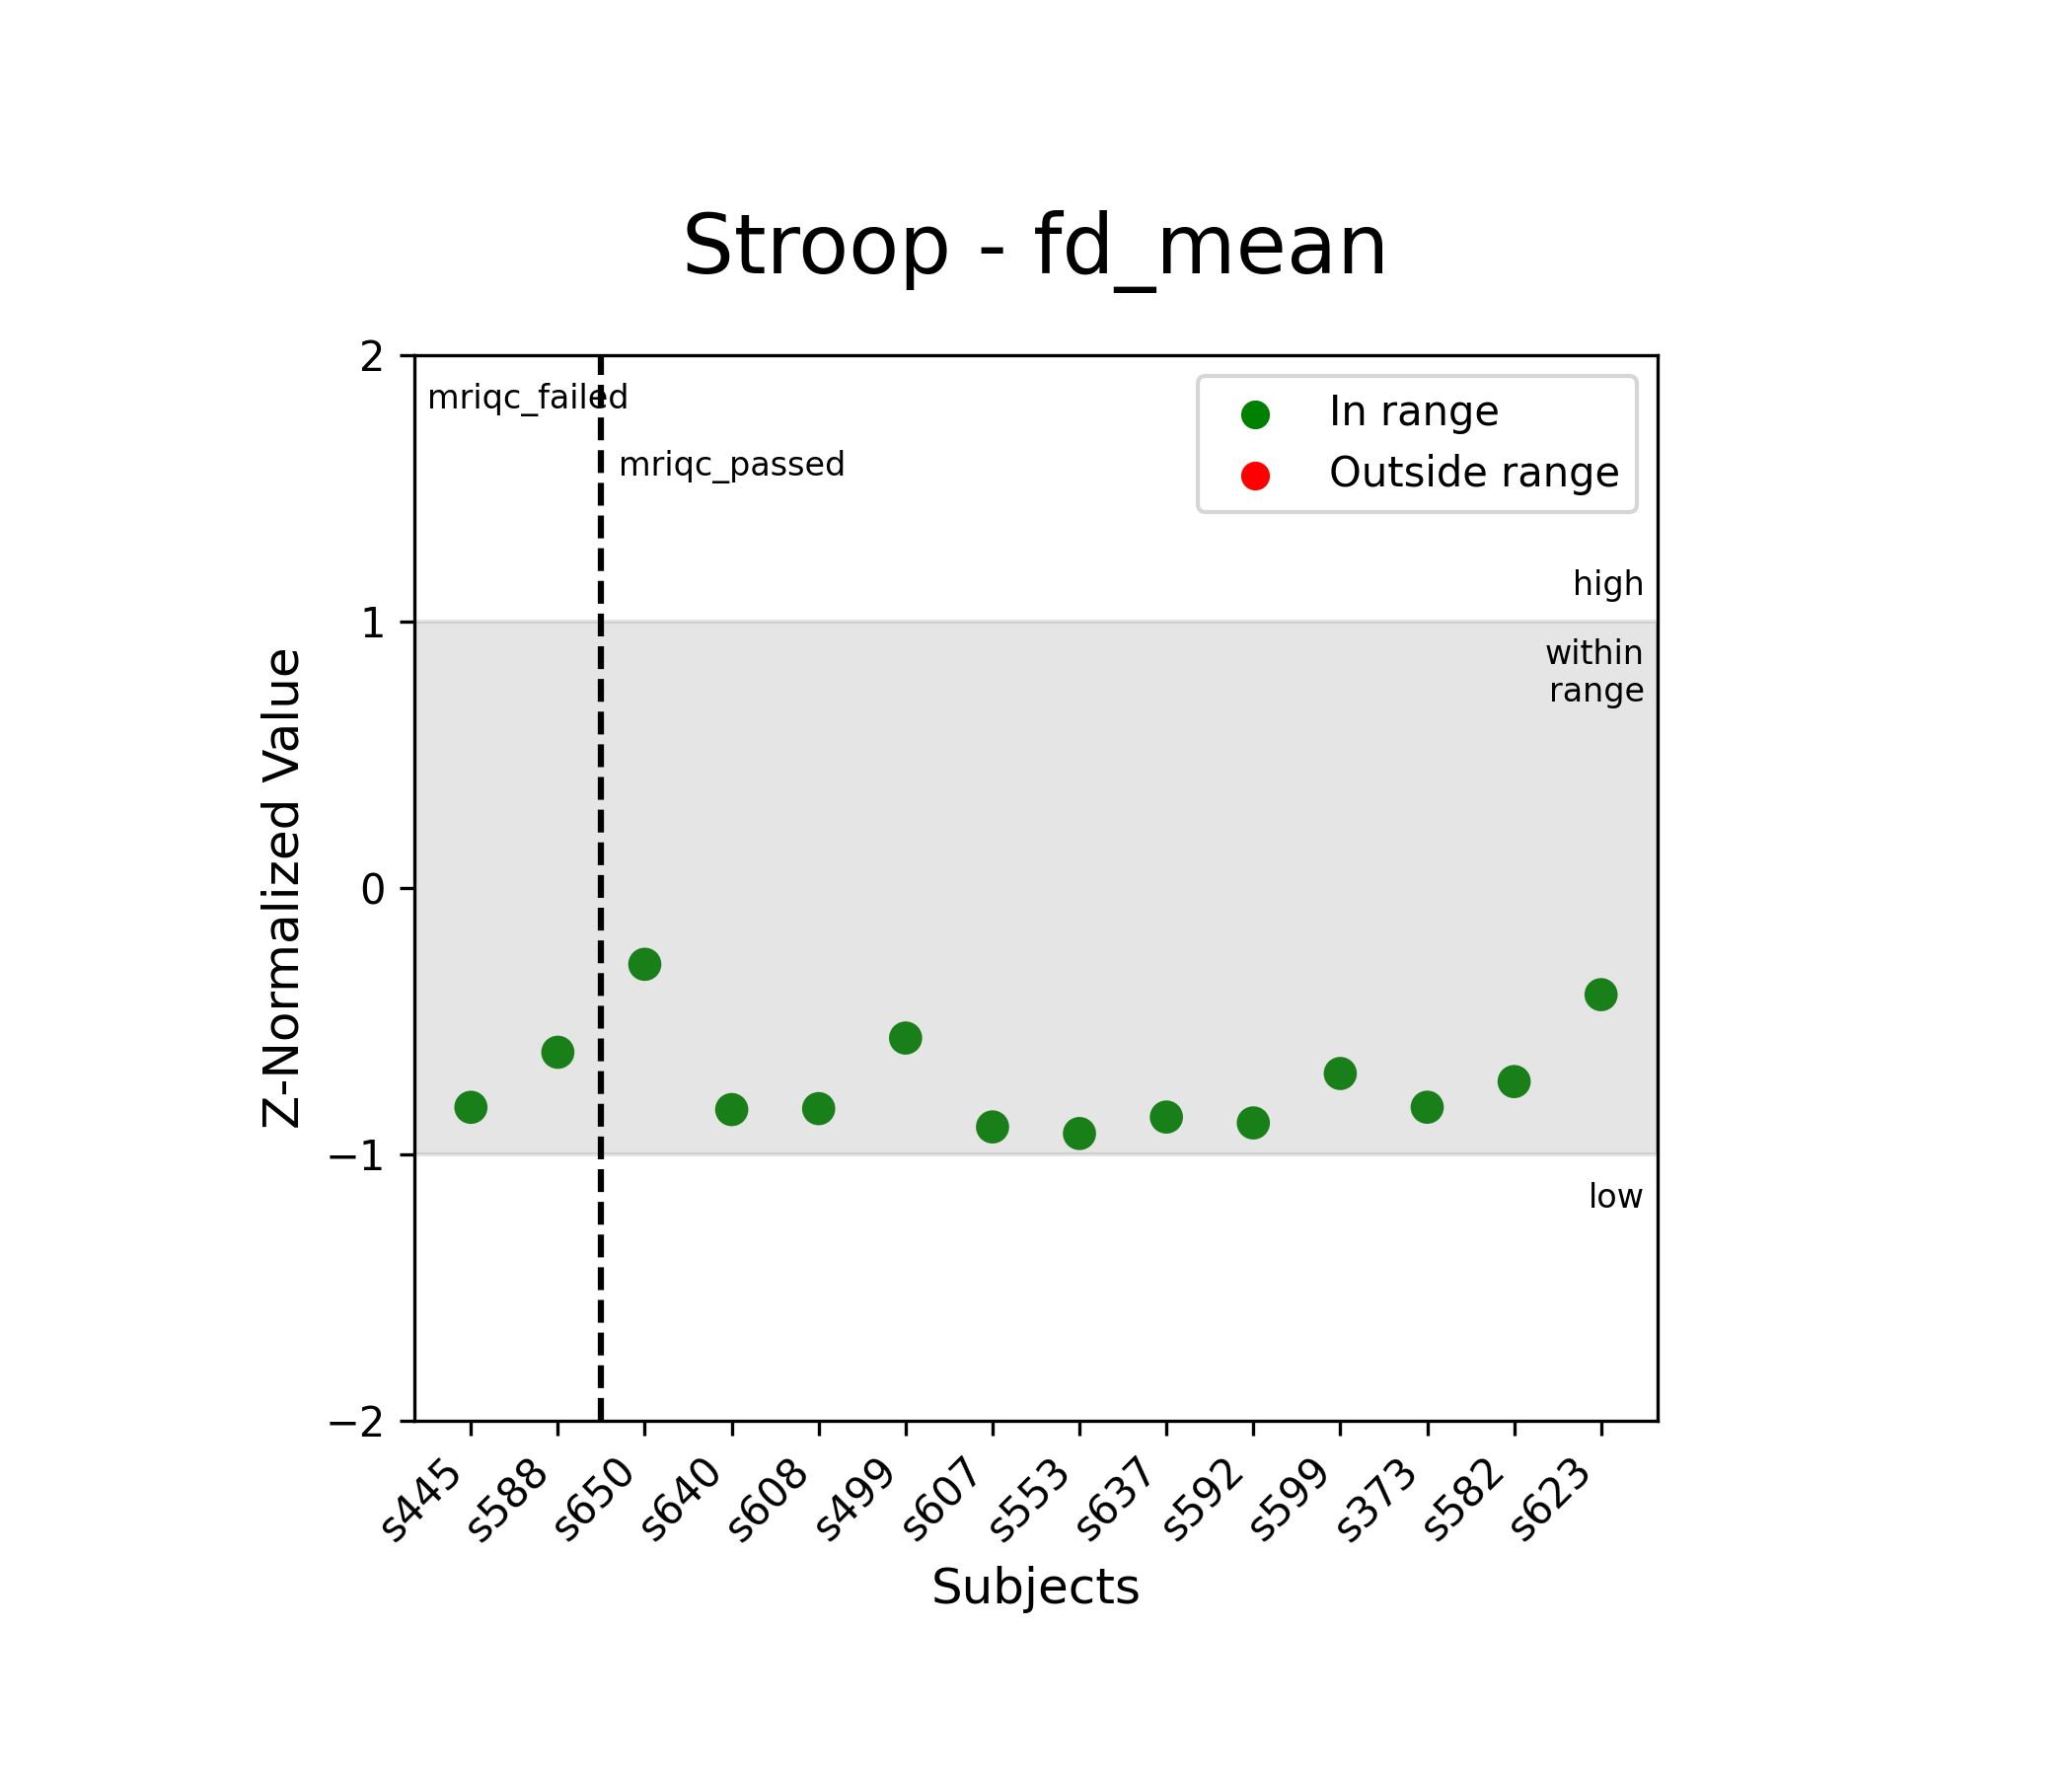 Stroop - fd_mean
2
mriqc_failed
In range
mriqc_passed
Outside range
high
1
within
range
Z-Normalized Value
0
−1
low
−2
s445
s588
s650
s640
s608
s499
s607
s553
s637
s592
s599
s373
s582
s623
Subjects